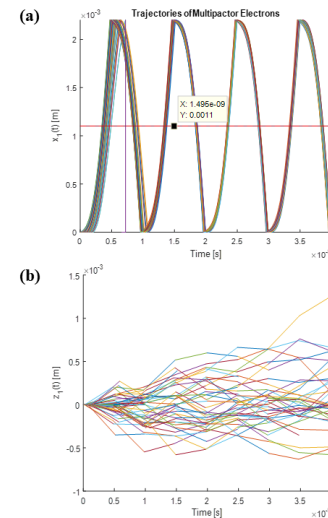 (a)
Trajectories of Multipactor Electrons
×10⁻³
x₁(t) [m]
2
1.5
1
0.5
0
X: 1.495e-09
Y: 0.0011
0 0.5 1 1.5 2 2.5 3 3.5
Time [s]
(b)
×10⁻³
z₁(t) [m]
1.5
1
0.5
0
-0.5
-1
0 0.5 1 1.5 2 2.5 3 3.5
Time [s]